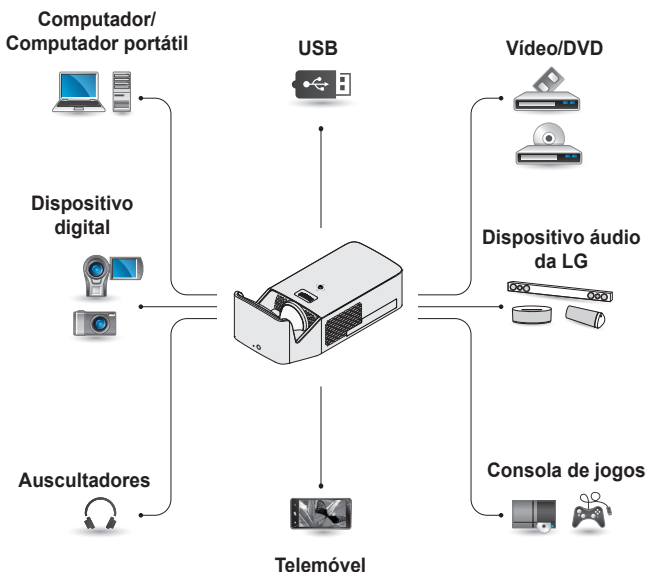 Computador/
Computador portátil
USB
Vídeo/DVD
Dispositivo
digital
Dispositivo áudio
da LG
Auscultadores
Consola de jogos
Telemóvel